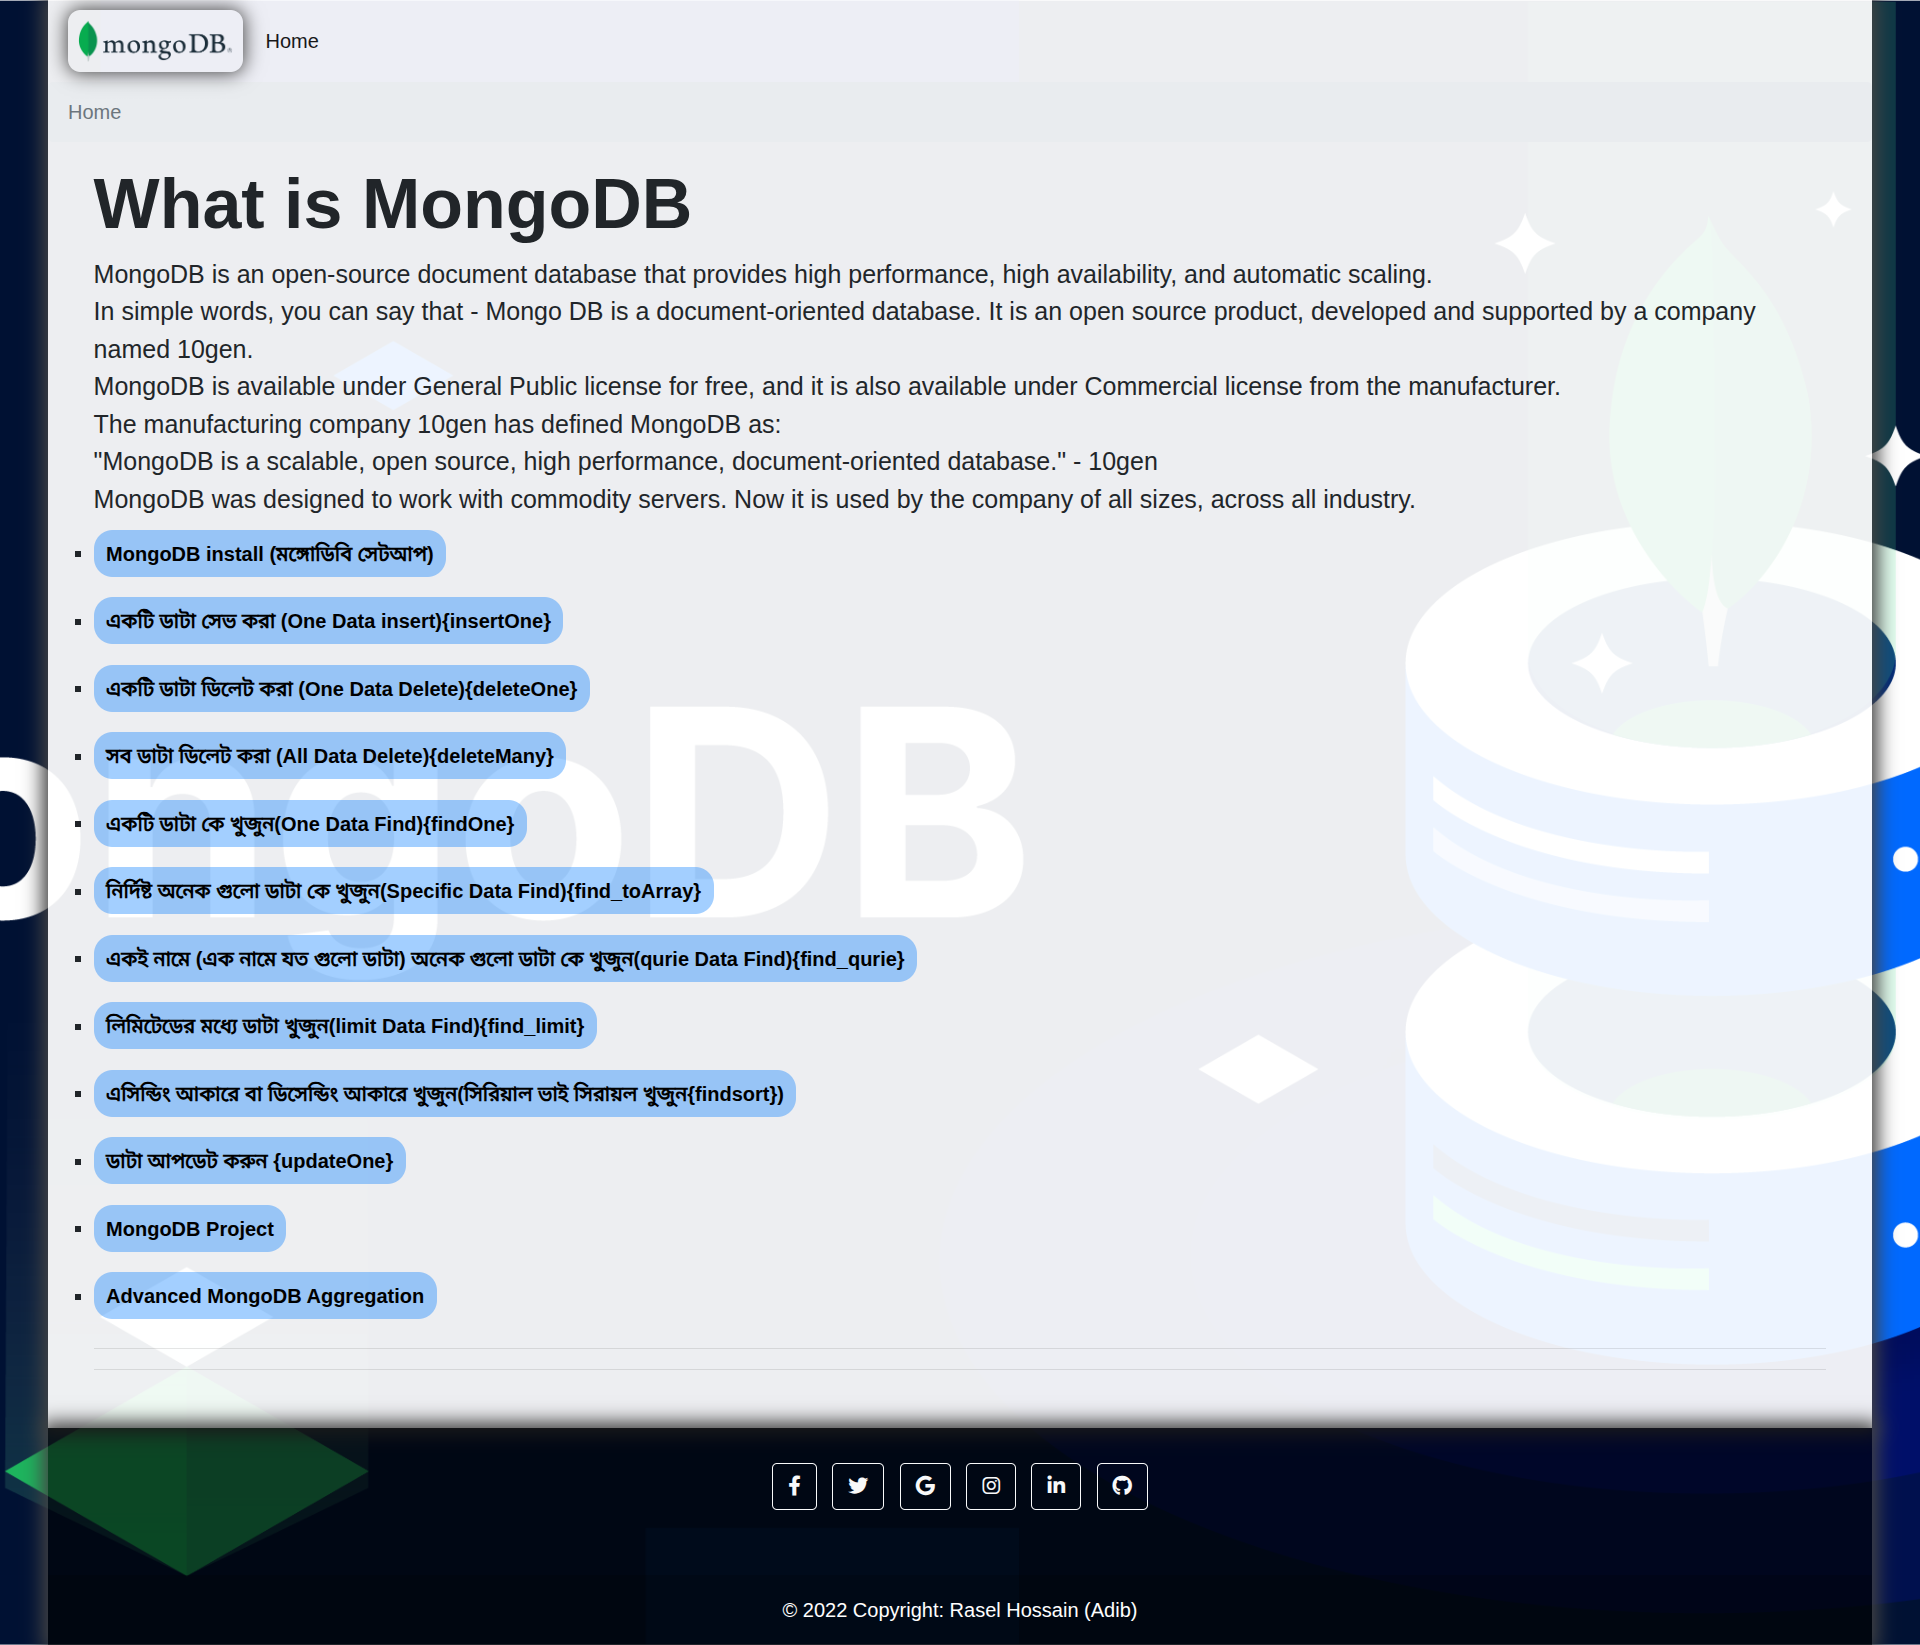 mongoDB.
Home
Home
What is MongoDB
MongoDB is an open-source document database that provides high performance, high availability, and automatic scaling.
In simple words, you can say that - Mongo DB is a document-oriented database. It is an open source product, developed and supported by a company
named 10gen.
MongoDB is available under General Public license for free, and it is also available under Commercial license from the manufacturer.
The manufacturing company 10gen has defined MongoDB as:
"MongoDB is a scalable, open source, high performance, document-oriented database." - 10gen
MongoDB was designed to work with commodity servers. Now it is used by the company of all sizes, across all industry.
MongoDB install (মঙ্গোডিবি সেটআপ)
একটি ডাটা সেভ করা (One Data insert){insertOne}
একটি ডাটা ডিলেট করা (One Data Delete){deleteOne}
সব ডাটা ডিলেট করা (All Data Delete){deleteMany}
ongoDB
একটি ডাটা কে খুজুন(One Data Find){findOne}
নির্দিষ্ট অনেক গুলো ডাটা কে খুজুন(Specific Data Find){find_toArray}
একই নামে (এক নামে যত গুলো ডাটা) অনেক গুলো ডাটা কে খুজুন(qurie Data Find){find_qurie}
লিমিটেডের মধ্যে ডাটা খুজুন(limit Data Find){find_limit}
এসিন্ডিং আকারে বা ডিসেন্ডিং আকারে খুজুন(সিরিয়াল ভাই সিরায়ল খুজুন{findsort})
ডাটা আপডেট করুন {updateOne}
MongoDB Project
Advanced MongoDB Aggregation
© 2022 Copyright: Rasel Hossain (Adib)